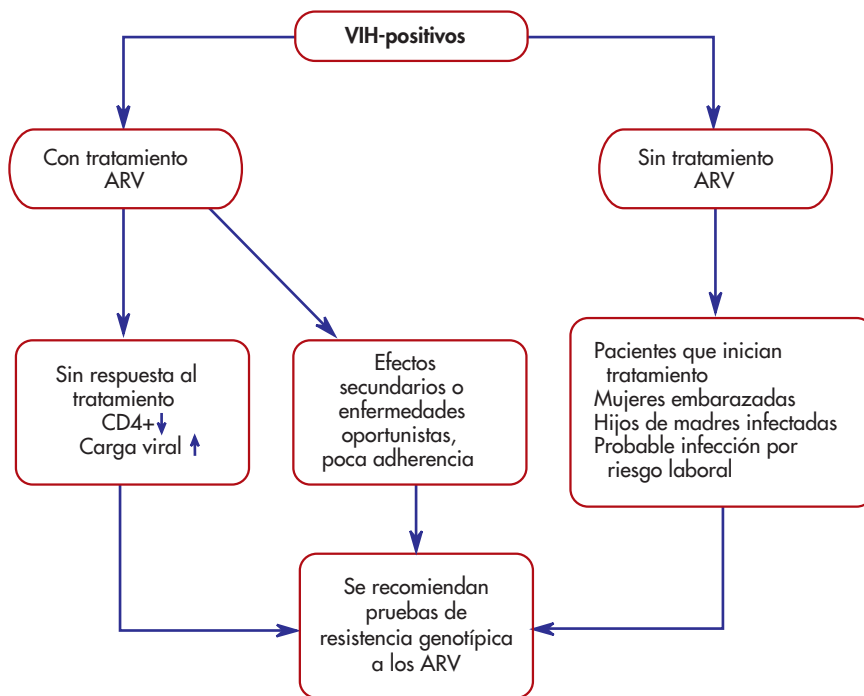 VIH-positivos
Con tratamiento
ARV
Sin tratamiento
ARV
Sin respuesta al
tratamiento
CD4+↓
Carga viral ↑
Efectos
secundarios o
enfermedades
oportunistas,
poca adherencia
Pacientes que inician
tratamiento
Mujeres embarazadas
Hijos de madres infectadas
Probable infección por
riesgo laboral
Se recomiendan
pruebas de
resistencia genotípica
a los ARV